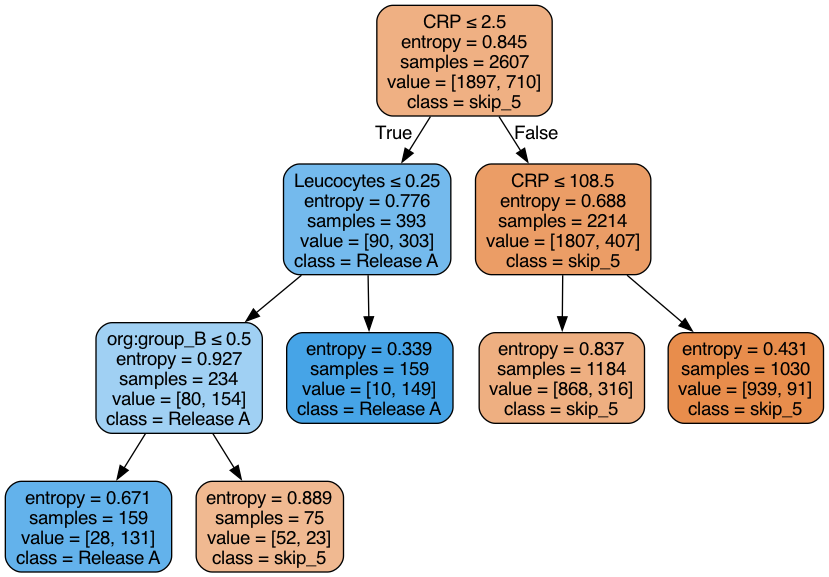 CRP ≤ 2.5
entropy = 0.845
samples = 2607
value = [1897, 710]
class = skip_5
True
False
Leucocytes ≤ 0.25
entropy = 0.776
samples = 393
value = [90, 303]
class = Release A
CRP ≤ 108.5
entropy = 0.688
samples = 2214
value = [1807, 407]
class = skip_5
org:group_B ≤ 0.5
entropy = 0.927
samples = 234
value = [80, 154]
class = Release A
entropy = 0.339
samples = 159
value = [10, 149]
class = Release A
entropy = 0.837
samples = 1184
value = [868, 316]
class = skip_5
entropy = 0.431
samples = 1030
value = [939, 91]
class = skip_5
entropy = 0.671
samples = 159
value = [28, 131]
class = Release A
entropy = 0.889
samples = 75
value = [52, 23]
class = skip_5